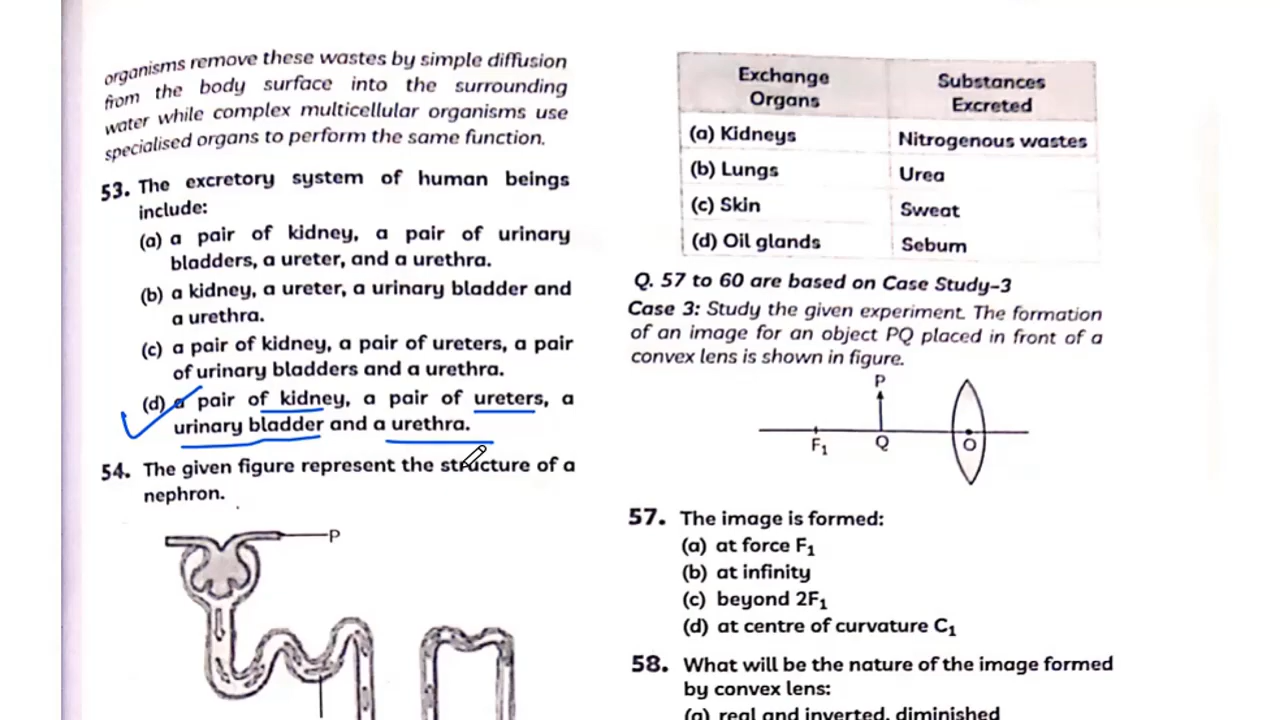 organisms remove these wastes by simple diffusion
from the body surface into the surrounding
water while complex multicellular organisms use
specialised organs to perform the same function.
53. The excretory system of human beings
include:
(a) a pair of kidney, a pair of urinary
bladders, a ureter, and a urethra.
(b) a kidney, a ureter, a urinary bladder and
a urethra.
(c) a pair of kidney, a pair of ureters, a pair
of urinary bladders and a urethra.
(d) a pair of kidney, a pair of ureters, a
urinary bladder and a urethra.
54. The given figure represent the structure of a
nephron.
P
Exchange Organs Substances Excreted
(a) Kidneys Nitrogenous wastes
(b) Lungs Urea
(c) Skin Sweat
(d) Oil glands Sebum
Q. 57 to 60 are based on Case Study-3
Case 3: Study the given experiment. The formation
of an image for an object PQ placed in front of a
convex lens is shown in figure.
P
F1 Q O
57. The image is formed:
(a) at force F1
(b) at infinity
(c) beyond 2F1
(d) at centre of curvature C1
58. What will be the nature of the image formed
by convex lens:
(a) real and inverted, diminished